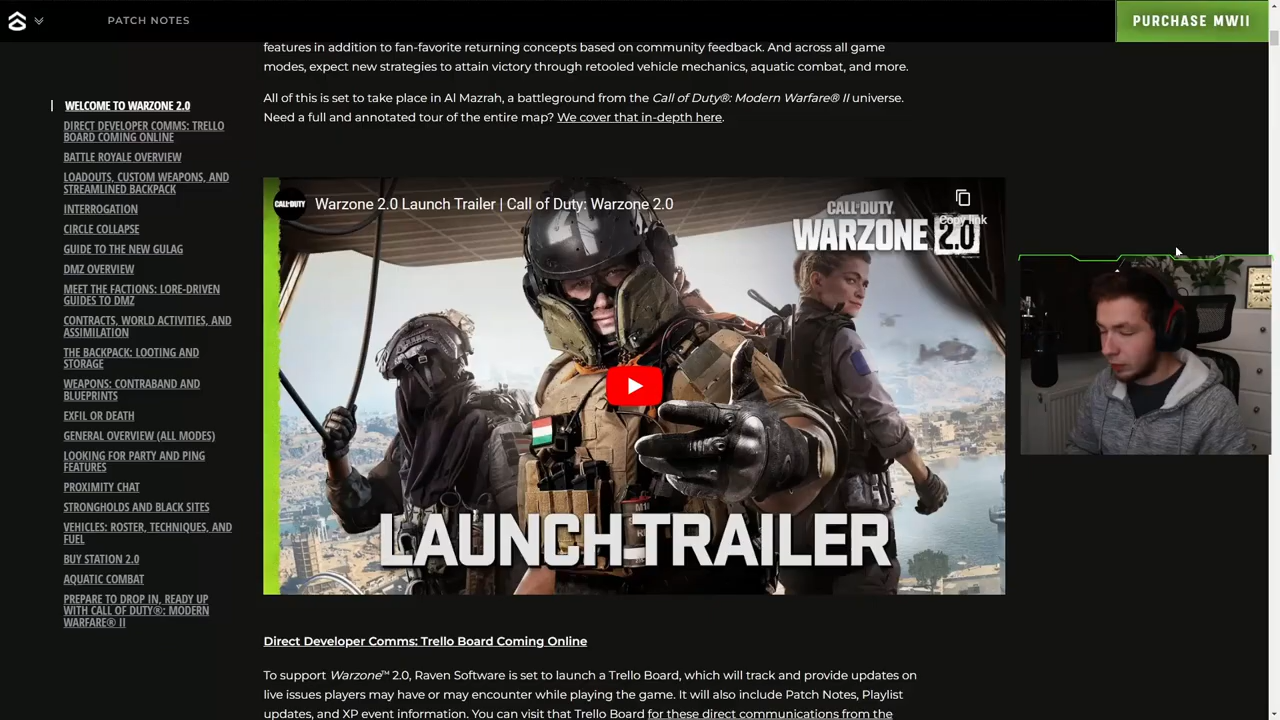 PATCH NOTES
PURCHASE MWII
features in addition to fan-favorite returning concepts based on community feedback. And across all game
modes, expect new strategies to attain victory through retooled vehicle mechanics, aquatic combat, and more.
All of this is set to take place in Al Mazrah, a battleground from the Call of Duty®: Modern Warfare® II universe.
Need a full and annotated tour of the entire map? We cover that in-depth here.
WELCOME TO WARZONE 2.0
DIRECT DEVELOPER COMMS: TRELLO
BOARD COMING ONLINE
BATTLE ROYALE OVERVIEW
LOADOUTS, CUSTOM WEAPONS, AND
STREAMLINED BACKPACK
INTERROGATION
CIRCLE COLLAPSE
GUIDE TO THE NEW GULAG
DMZ OVERVIEW
MEET THE FACTIONS: LORE-DRIVEN
GUIDES TO DMZ
CONTRACTS, WORLD ACTIVITIES, AND
ASSIMILATION
THE BACKPACK: LOOTING AND
STORAGE
WEAPONS: CONTRABAND AND
BLUEPRINTS
EXFIL OR DEATH
GENERAL OVERVIEW (ALL MODES)
LOOKING FOR PARTY AND PING
FEATURES
PROXIMITY CHAT
STRONGHOLDS AND BLACK SITES
VEHICLES: ROSTER, TECHNIQUES, AND
FUEL
BUY STATION 2.0
AQUATIC COMBAT
PREPARE TO DROP IN, READY UP
WITH CALL OF DUTY®: MODERN
WARFARE® II
CALL OF DUTY
Warzone 2.0 Launch Trailer | Call of Duty: Warzone 2.0
Copy link
CALL OF DUTY
WARZONE 2.0
LAUNCH TRAILER
Direct Developer Comms: Trello Board Coming Online
To support Warzone™ 2.0, Raven Software is set to launch a Trello Board, which will track and provide updates on
live issues players may have or may encounter while playing the game. It will also include Patch Notes, Playlist
updates, and XP event information. You can visit that Trello Board for these direct communications from the